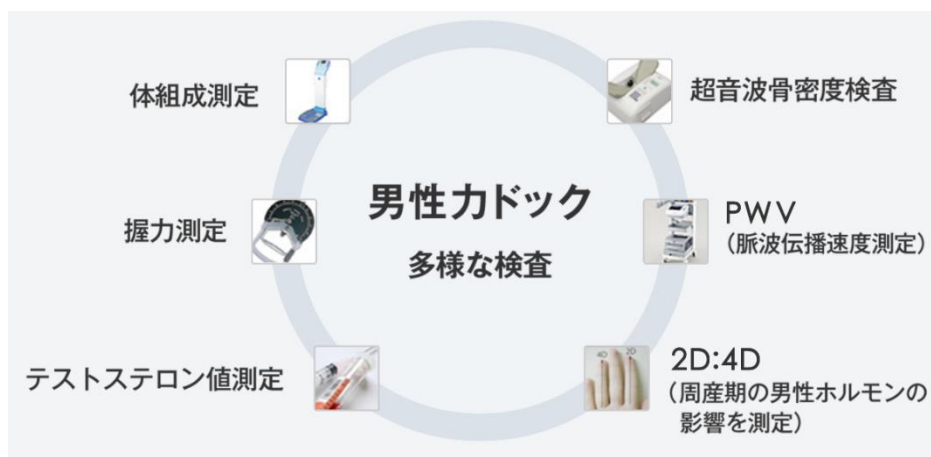 体組成測定
超音波骨密度検査
男性力ドック
多様な検査
握力測定
PWV
（脈波伝播速度測定）
テストステロン値測定
4D 2D
2D:4D
（周産期の男性ホルモンの
影響を測定）